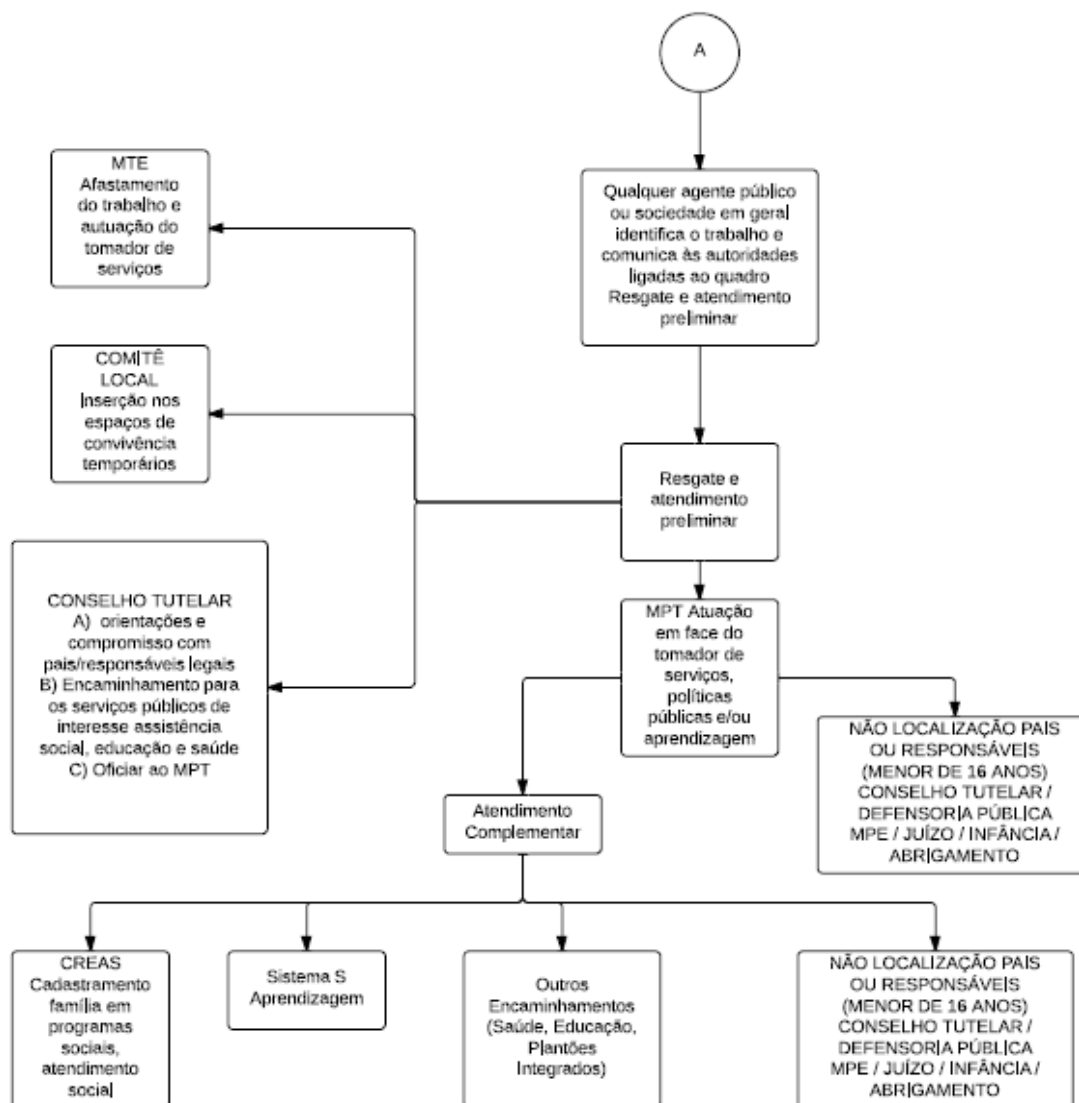 A
Qualquer agente público
ou sociedade em geral
identifica o trabalho e
comunica às autoridades
ligadas ao quadro
Resgate e atendimento
preliminar
MTE
Afastamento
do trabalho e
autuação do
tomador de
serviços
COMITÊ
LOCAL
Inserção nos
espaços de
convivência
temporários
Resgate e
atendimento
preliminar
CONSELHO TUTELAR
A) orientações e
compromisso com
pais/responsáveis legais
B) Encaminhamento para
os serviços públicos de
interesse assistência
social, educação e saúde
C) Oficiar ao MPT
MPT Atuação
em face do
tomador de
serviços,
políticas
públicas e/ou
aprendizagem
NÃO LOCALIZAÇÃO PAIS
OU RESPONSÁVEIS
(MENOR DE 16 ANOS)
CONSELHO TUTELAR /
DEFENSORIA PÚBLICA
MPE / JUÍZO / INFÂNCIA /
ABRIGAMENTO
Atendimento
Complementar
CREAS
Cadastramento
família em
programas
sociais,
atendimento
social
Sistema S
Aprendizagem
Outros
Encaminhamentos
(Saúde, Educação,
Plantões
Integrados)
NÃO LOCALIZAÇÃO PAIS
OU RESPONSÁVEIS
(MENOR DE 16 ANOS)
CONSELHO TUTELAR /
DEFENSORIA PÚBLICA
MPE / JUÍZO / INFÂNCIA /
ABRIGAMENTO